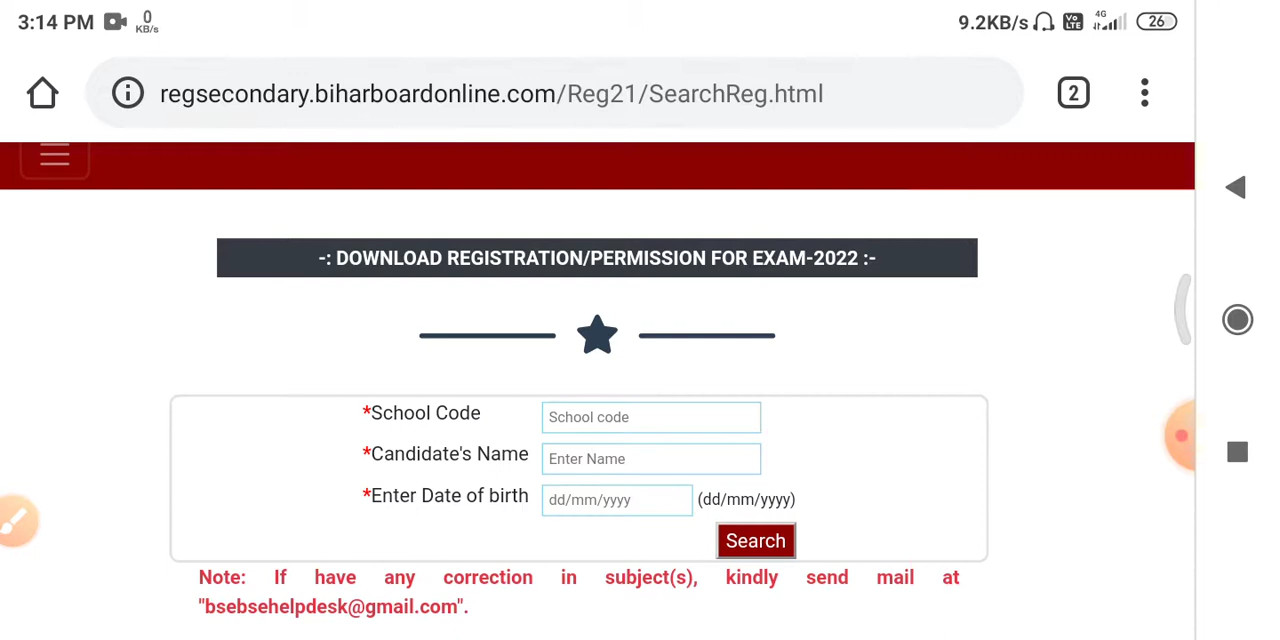 3:14 PM 0 KB/s 9.2KB/s Vo LTE 4G 26
regsecondary.biharboardonline.com/Reg21/SearchReg.html 2
-: DOWNLOAD REGISTRATION/PERMISSION FOR EXAM-2022 :-
*School Code School code
*Candidate's Name Enter Name
*Enter Date of birth dd/mm/yyyy (dd/mm/yyyy)
Search
Note: If have any correction in subject(s), kindly send mail at
"bsebsehelpdesk@gmail.com".